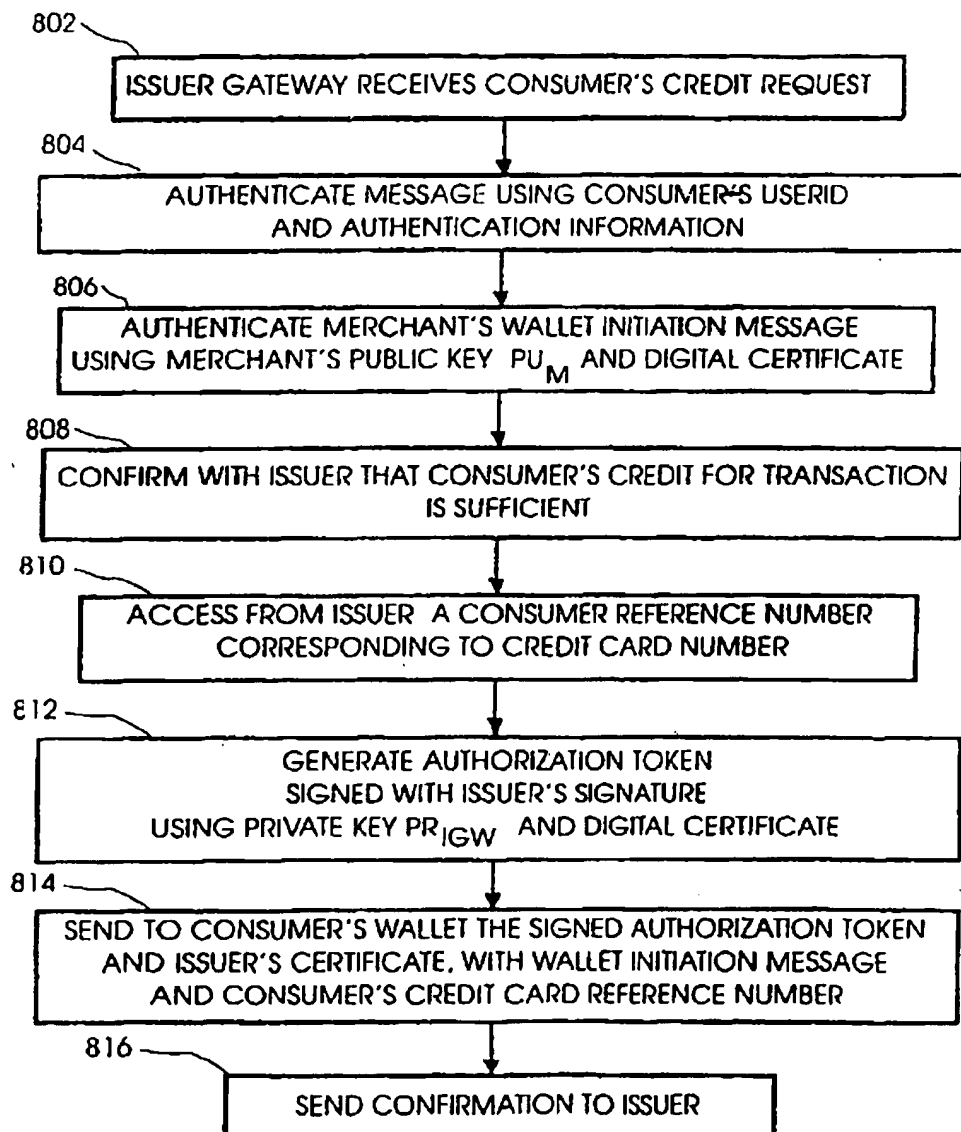 802
ISSUER GATEWAY RECEIVES CONSUMER'S CREDIT REQUEST
804
AUTHENTICATE MESSAGE USING CONSUMER'S USERID
AND AUTHENTICATION INFORMATION
806
AUTHENTICATE MERCHANT'S WALLET INITIATION MESSAGE
USING MERCHANT'S PUBLIC KEY PU_M AND DIGITAL CERTIFICATE
808
CONFIRM WITH ISSUER THAT CONSUMER'S CREDIT FOR TRANSACTION
IS SUFFICIENT
810
ACCESS FROM ISSUER A CONSUMER REFERENCE NUMBER
CORRESPONDING TO CREDIT CARD NUMBER
812
GENERATE AUTHORIZATION TOKEN
SIGNED WITH ISSUER'S SIGNATURE
USING PRIVATE KEY PR_IGW AND DIGITAL CERTIFICATE
814
SEND TO CONSUMER'S WALLET THE SIGNED AUTHORIZATION TOKEN
AND ISSUER'S CERTIFICATE, WITH WALLET INITIATION MESSAGE
AND CONSUMER'S CREDIT CARD REFERENCE NUMBER
816
SEND CONFIRMATION TO ISSUER